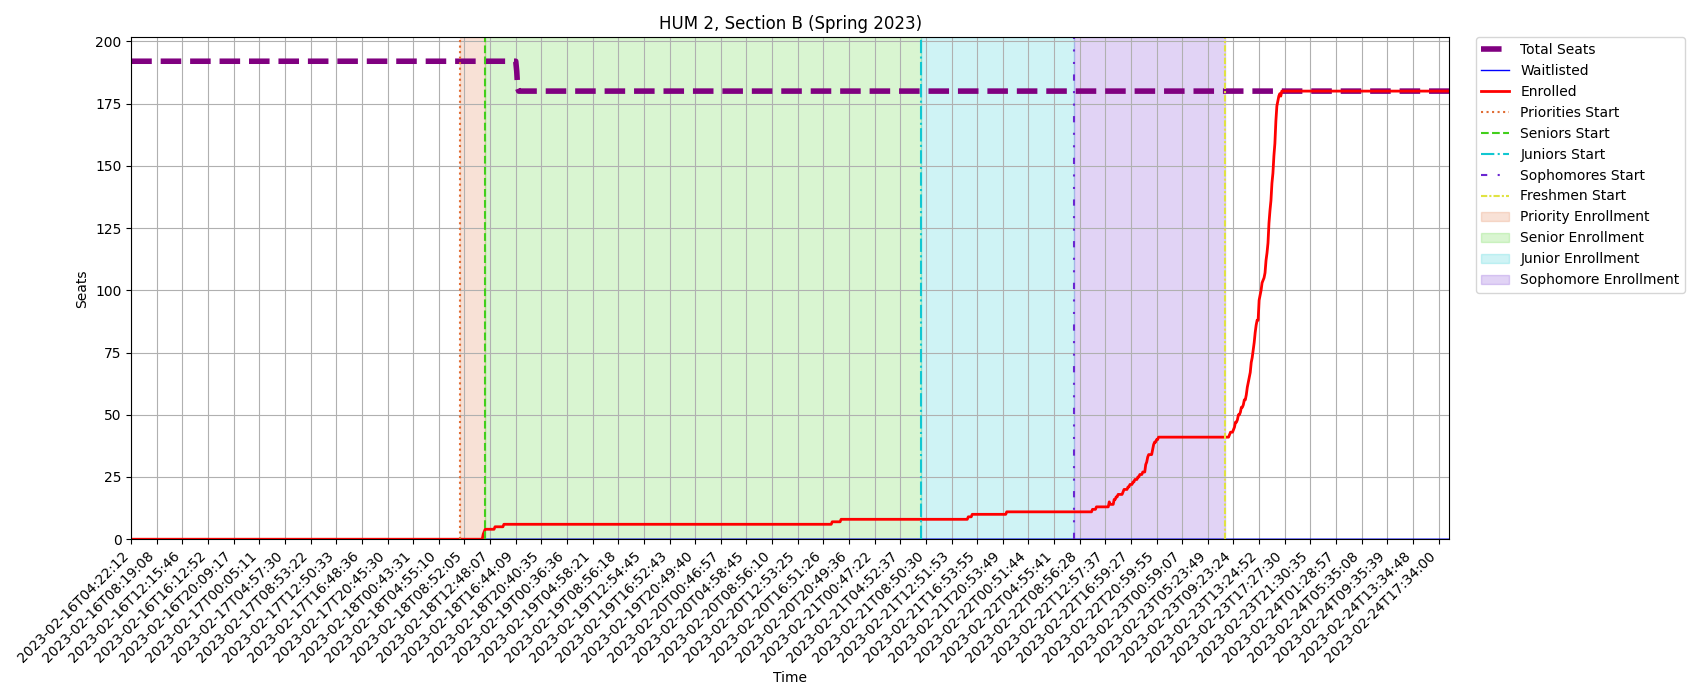 HUM 2, Section B (Spring 2023)
Seats
200
175
150
125
100
75
50
25
0
2023-02-16T04:22:12
2023-02-16T08:19:08
2023-02-16T12:15:46
2023-02-16T16:12:52
2023-02-16T20:09:17
2023-02-17T00:05:11
2023-02-17T04:57:30
2023-02-17T08:53:22
2023-02-17T12:50:33
2023-02-17T16:48:36
2023-02-17T20:45:30
2023-02-18T00:43:31
2023-02-18T04:55:10
2023-02-18T08:52:05
2023-02-18T12:48:07
2023-02-18T16:44:09
2023-02-18T20:40:35
2023-02-19T00:36:36
2023-02-19T04:58:21
2023-02-19T08:56:18
2023-02-19T12:54:45
2023-02-19T16:52:43
2023-02-19T20:49:40
2023-02-20T00:46:57
2023-02-20T04:58:45
2023-02-20T08:56:10
2023-02-20T12:53:25
2023-02-20T16:51:26
2023-02-20T20:49:36
2023-02-21T00:47:22
2023-02-21T04:52:37
2023-02-21T08:50:30
2023-02-21T12:51:53
2023-02-21T16:53:55
2023-02-21T20:53:49
2023-02-22T00:51:44
2023-02-22T04:55:41
2023-02-22T08:56:28
2023-02-22T12:57:37
2023-02-22T16:59:27
2023-02-22T20:59:55
2023-02-23T00:59:07
2023-02-23T05:23:49
2023-02-23T09:23:24
2023-02-23T13:24:52
2023-02-23T17:27:30
2023-02-23T21:30:35
2023-02-24T01:28:57
2023-02-24T05:35:08
2023-02-24T09:35:39
2023-02-24T13:34:48
2023-02-24T17:34:00
Time
Total Seats
Waitlisted
Enrolled
Priorities Start
Seniors Start
Juniors Start
Sophomores Start
Freshmen Start
Priority Enrollment
Senior Enrollment
Junior Enrollment
Sophomore Enrollment